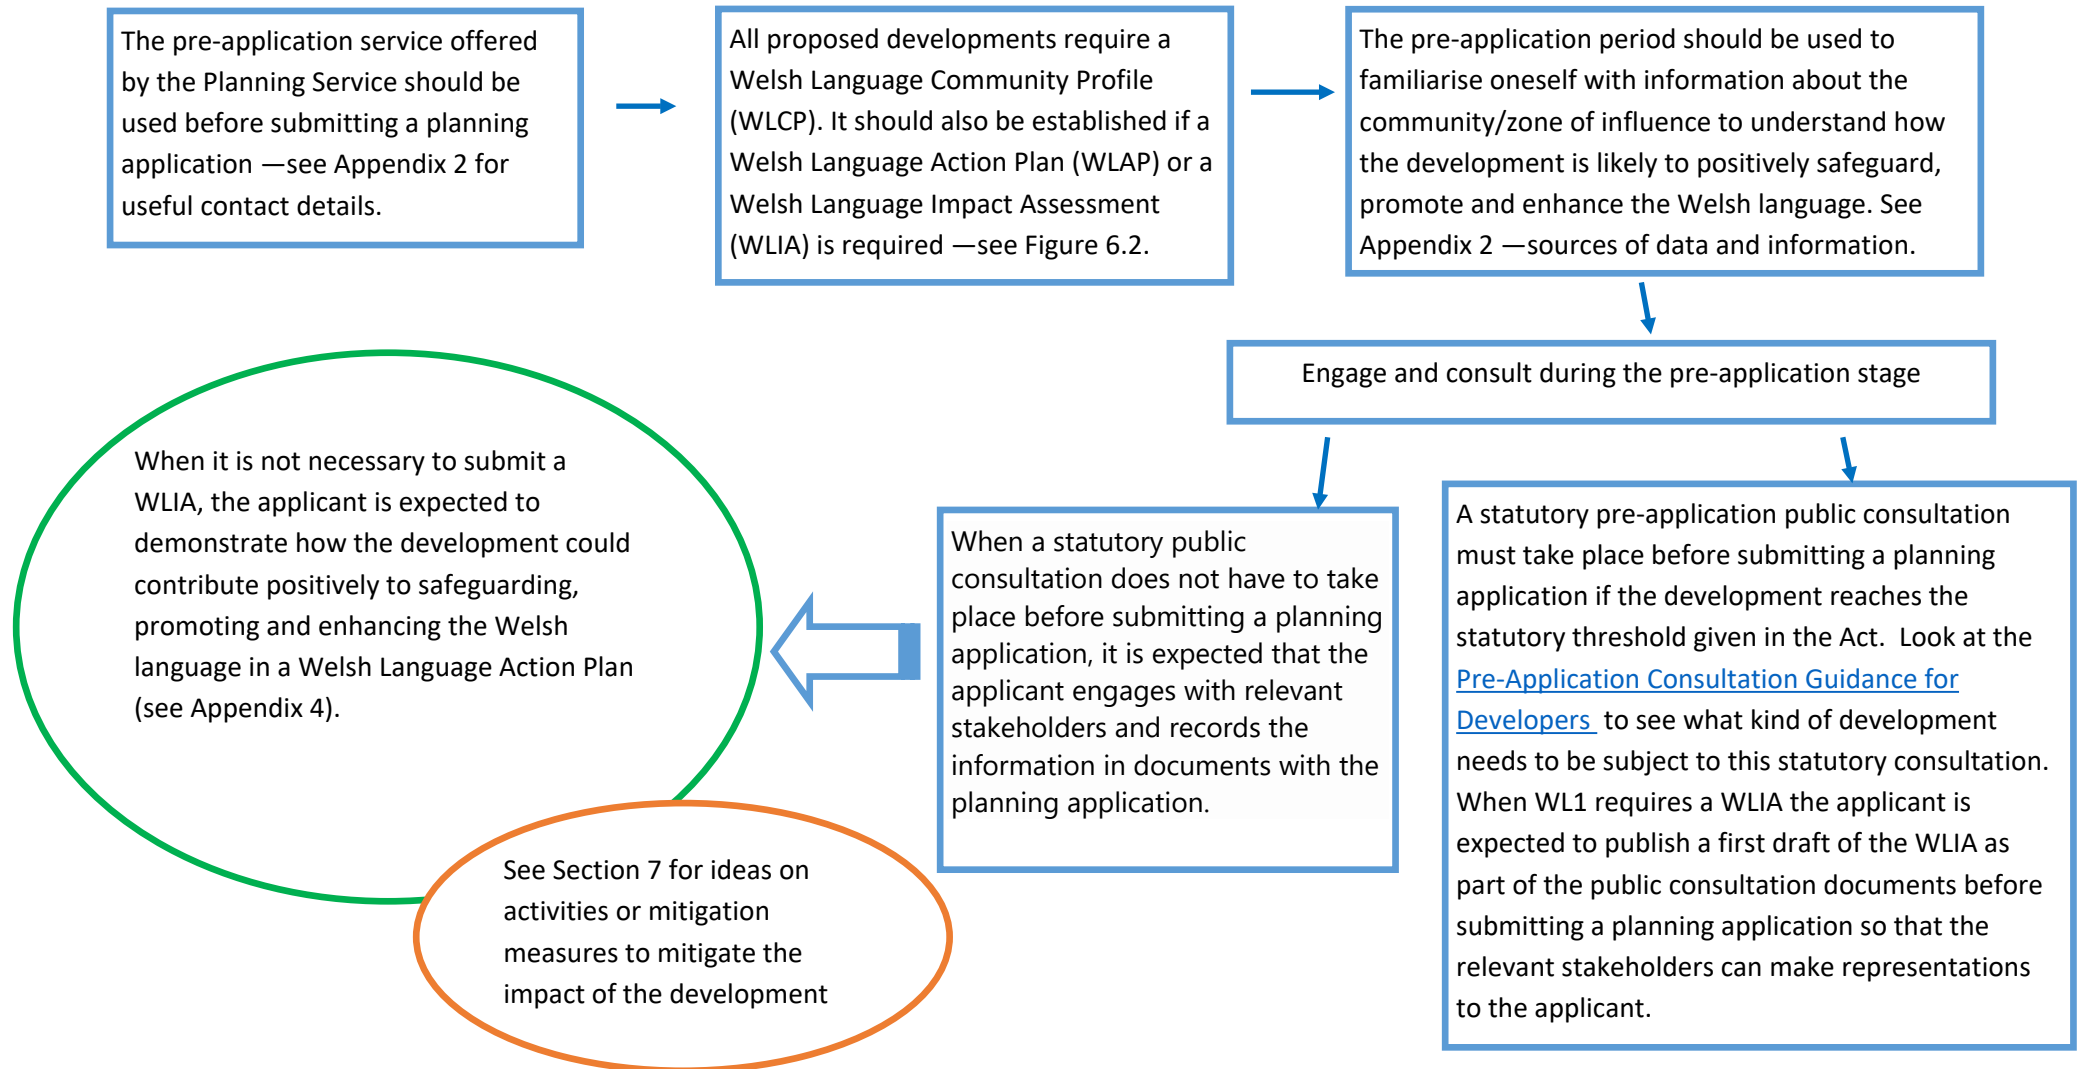 The pre-application service offered
by the Planning Service should be
used before submitting a planning
application —see Appendix 2 for
useful contact details.
All proposed developments require a
Welsh Language Community Profile
(WLCP). It should also be established if a
Welsh Language Action Plan (WLAP) or a
Welsh Language Impact Assessment
(WLIA) is required —see Figure 6.2.
The pre-application period should be used to
familiarise oneself with information about the
community/zone of influence to understand how
the development is likely to positively safeguard,
promote and enhance the Welsh language. See
Appendix 2 —sources of data and information.
Engage and consult during the pre-application stage
When a statutory public
consultation does not have to take
place before submitting a planning
application, it is expected that the
applicant engages with relevant
stakeholders and records the
information in documents with the
planning application.
A statutory pre-application public consultation
must take place before submitting a planning
application if the development reaches the
statutory threshold given in the Act.  Look at the
Pre-Application Consultation Guidance for
Developers  to see what kind of development
needs to be subject to this statutory consultation.
When WL1 requires a WLIA the applicant is
expected to publish a first draft of the WLIA as
part of the public consultation documents before
submitting a planning application so that the
relevant stakeholders can make representations
to the applicant.
When it is not necessary to submit a
WLIA, the applicant is expected to
demonstrate how the development could
contribute positively to safeguarding,
promoting and enhancing the Welsh
language in a Welsh Language Action Plan
(see Appendix 4).
See Section 7 for ideas on
activities or mitigation
measures to mitigate the
impact of the development